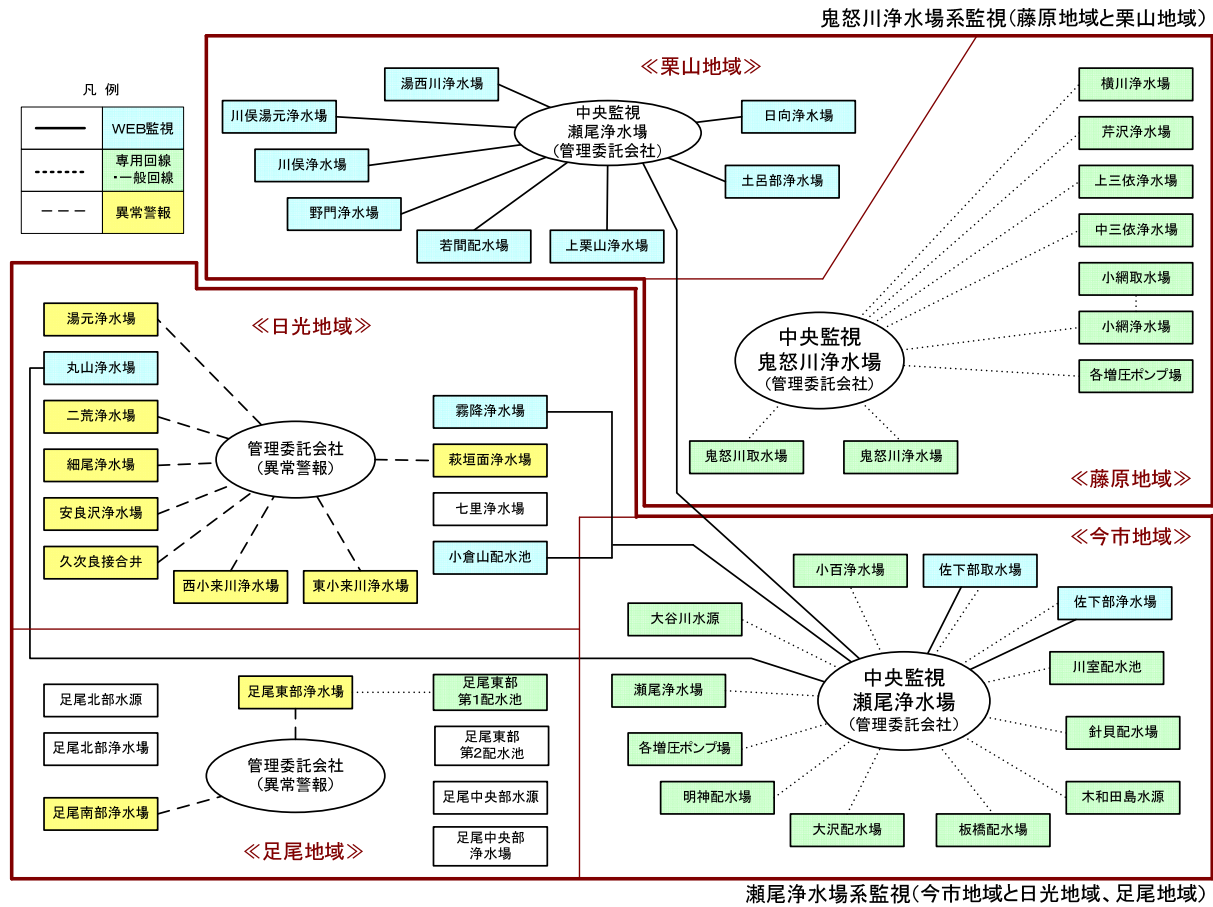 鬼怒川浄水場系監視(藤原地域と栗山地域)
凡 例
WEB監視
専用回線
・一般回線
異常警報
≪栗山地域≫
湯西川浄水場
川俣湯元浄水場
川俣浄水場
野門浄水場
若間配水場
上栗山浄水場
中央監視
瀬尾浄水場
(管理委託会社)
日向浄水場
土呂部浄水場
横川浄水場
芹沢浄水場
上三依浄水場
中三依浄水場
小網取水場
小網浄水場
各増圧ポンプ場
中央監視
鬼怒川浄水場
(管理委託会社)
鬼怒川取水場
鬼怒川浄水場
≪藤原地域≫
≪日光地域≫
湯元浄水場
丸山浄水場
二荒浄水場
細尾浄水場
安良沢浄水場
久次良接合井
管理委託会社
(異常警報)
西小来川浄水場
東小来川浄水場
霧降浄水場
萩垣面浄水場
七里浄水場
小倉山配水池
≪今市地域≫
小百浄水場
佐下部取水場
佐下部浄水場
大谷川水源
瀬尾浄水場
各増圧ポンプ場
明神配水場
大沢配水場
板橋配水場
中央監視
瀬尾浄水場
(管理委託会社)
川室配水池
針貝配水場
木和田島水源
足尾北部水源
足尾北部浄水場
足尾南部浄水場
足尾東部浄水場
管理委託会社
(異常警報)
足尾東部
第1配水池
足尾東部
第2配水池
足尾中央部水源
足尾中央部
浄水場
≪足尾地域≫
瀬尾浄水場系監視(今市地域と日光地域、足尾地域)